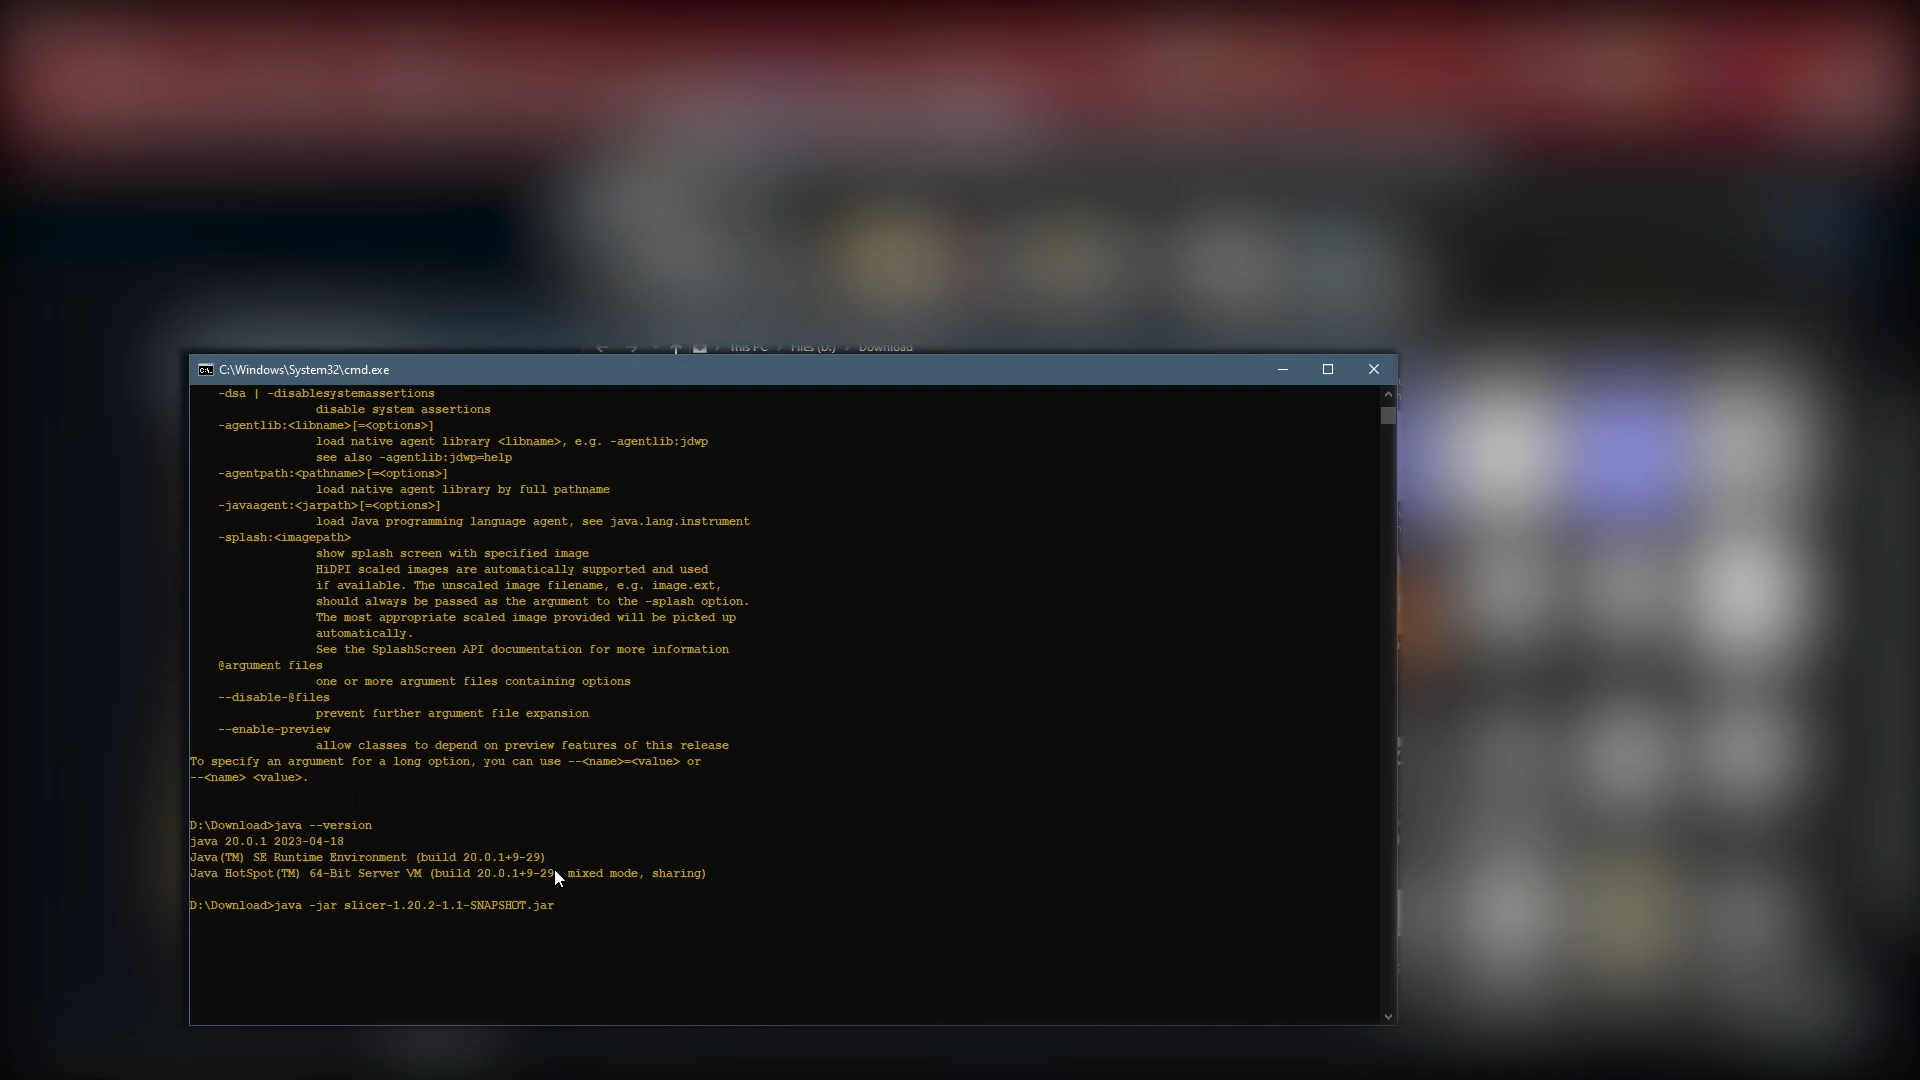 This PC > Files (D:) > Download
C:\Windows\System32\cmd.exe
-dsa | -disablesystemassertions
disable system assertions
-agentlib:<libname>[=<options>]
load native agent library <libname>, e.g. -agentlib:jdwp
see also -agentlib:jdwp=help
-agentpath:<pathname>[=<options>]
load native agent library by full pathname
-javaagent:<jarpath>[=<options>]
load Java programming language agent, see java.lang.instrument
-splash:<imagepath>
show splash screen with specified image
HiDPI scaled images are automatically supported and used
if available. The unscaled image filename, e.g. image.ext,
should always be passed as the argument to the -splash option.
The most appropriate scaled image provided will be picked up
automatically.
See the SplashScreen API documentation for more information
@argument files
one or more argument files containing options
--disable-@files
prevent further argument file expansion
--enable-preview
allow classes to depend on preview features of this release
To specify an argument for a long option, you can use --<name>=<value> or
--<name> <value>.
D:\Download>java --version
java 20.0.1 2023-04-18
Java(TM) SE Runtime Environment (build 20.0.1+9-29)
Java HotSpot(TM) 64-Bit Server VM (build 20.0.1+9-29, mixed mode, sharing)
D:\Download>java -jar slicer-1.20.2-1.1-SNAPSHOT.jar